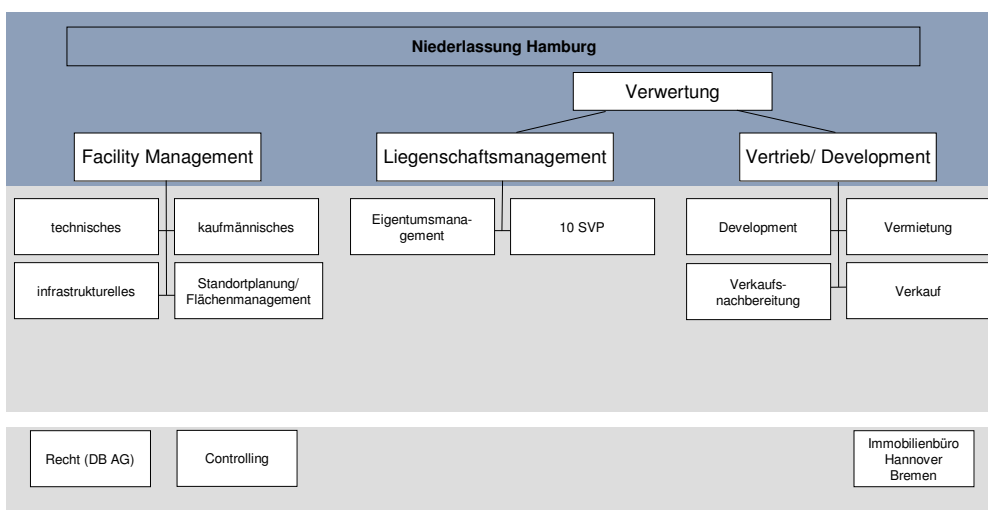 Niederlassung Hamburg
Verwertung
Facility Management
Liegenschaftsmanagement
Vertrieb/ Development
technisches
kaufmännisches
Eigentumsmana-
gement
10 SVP
Development
Vermietung
infrastrukturelles
Standortplanung/
Flächenmanagement
Verkaufs-
nachbereitung
Verkauf
Recht (DB AG)
Controlling
Immobilienbüro
Hannover
Bremen